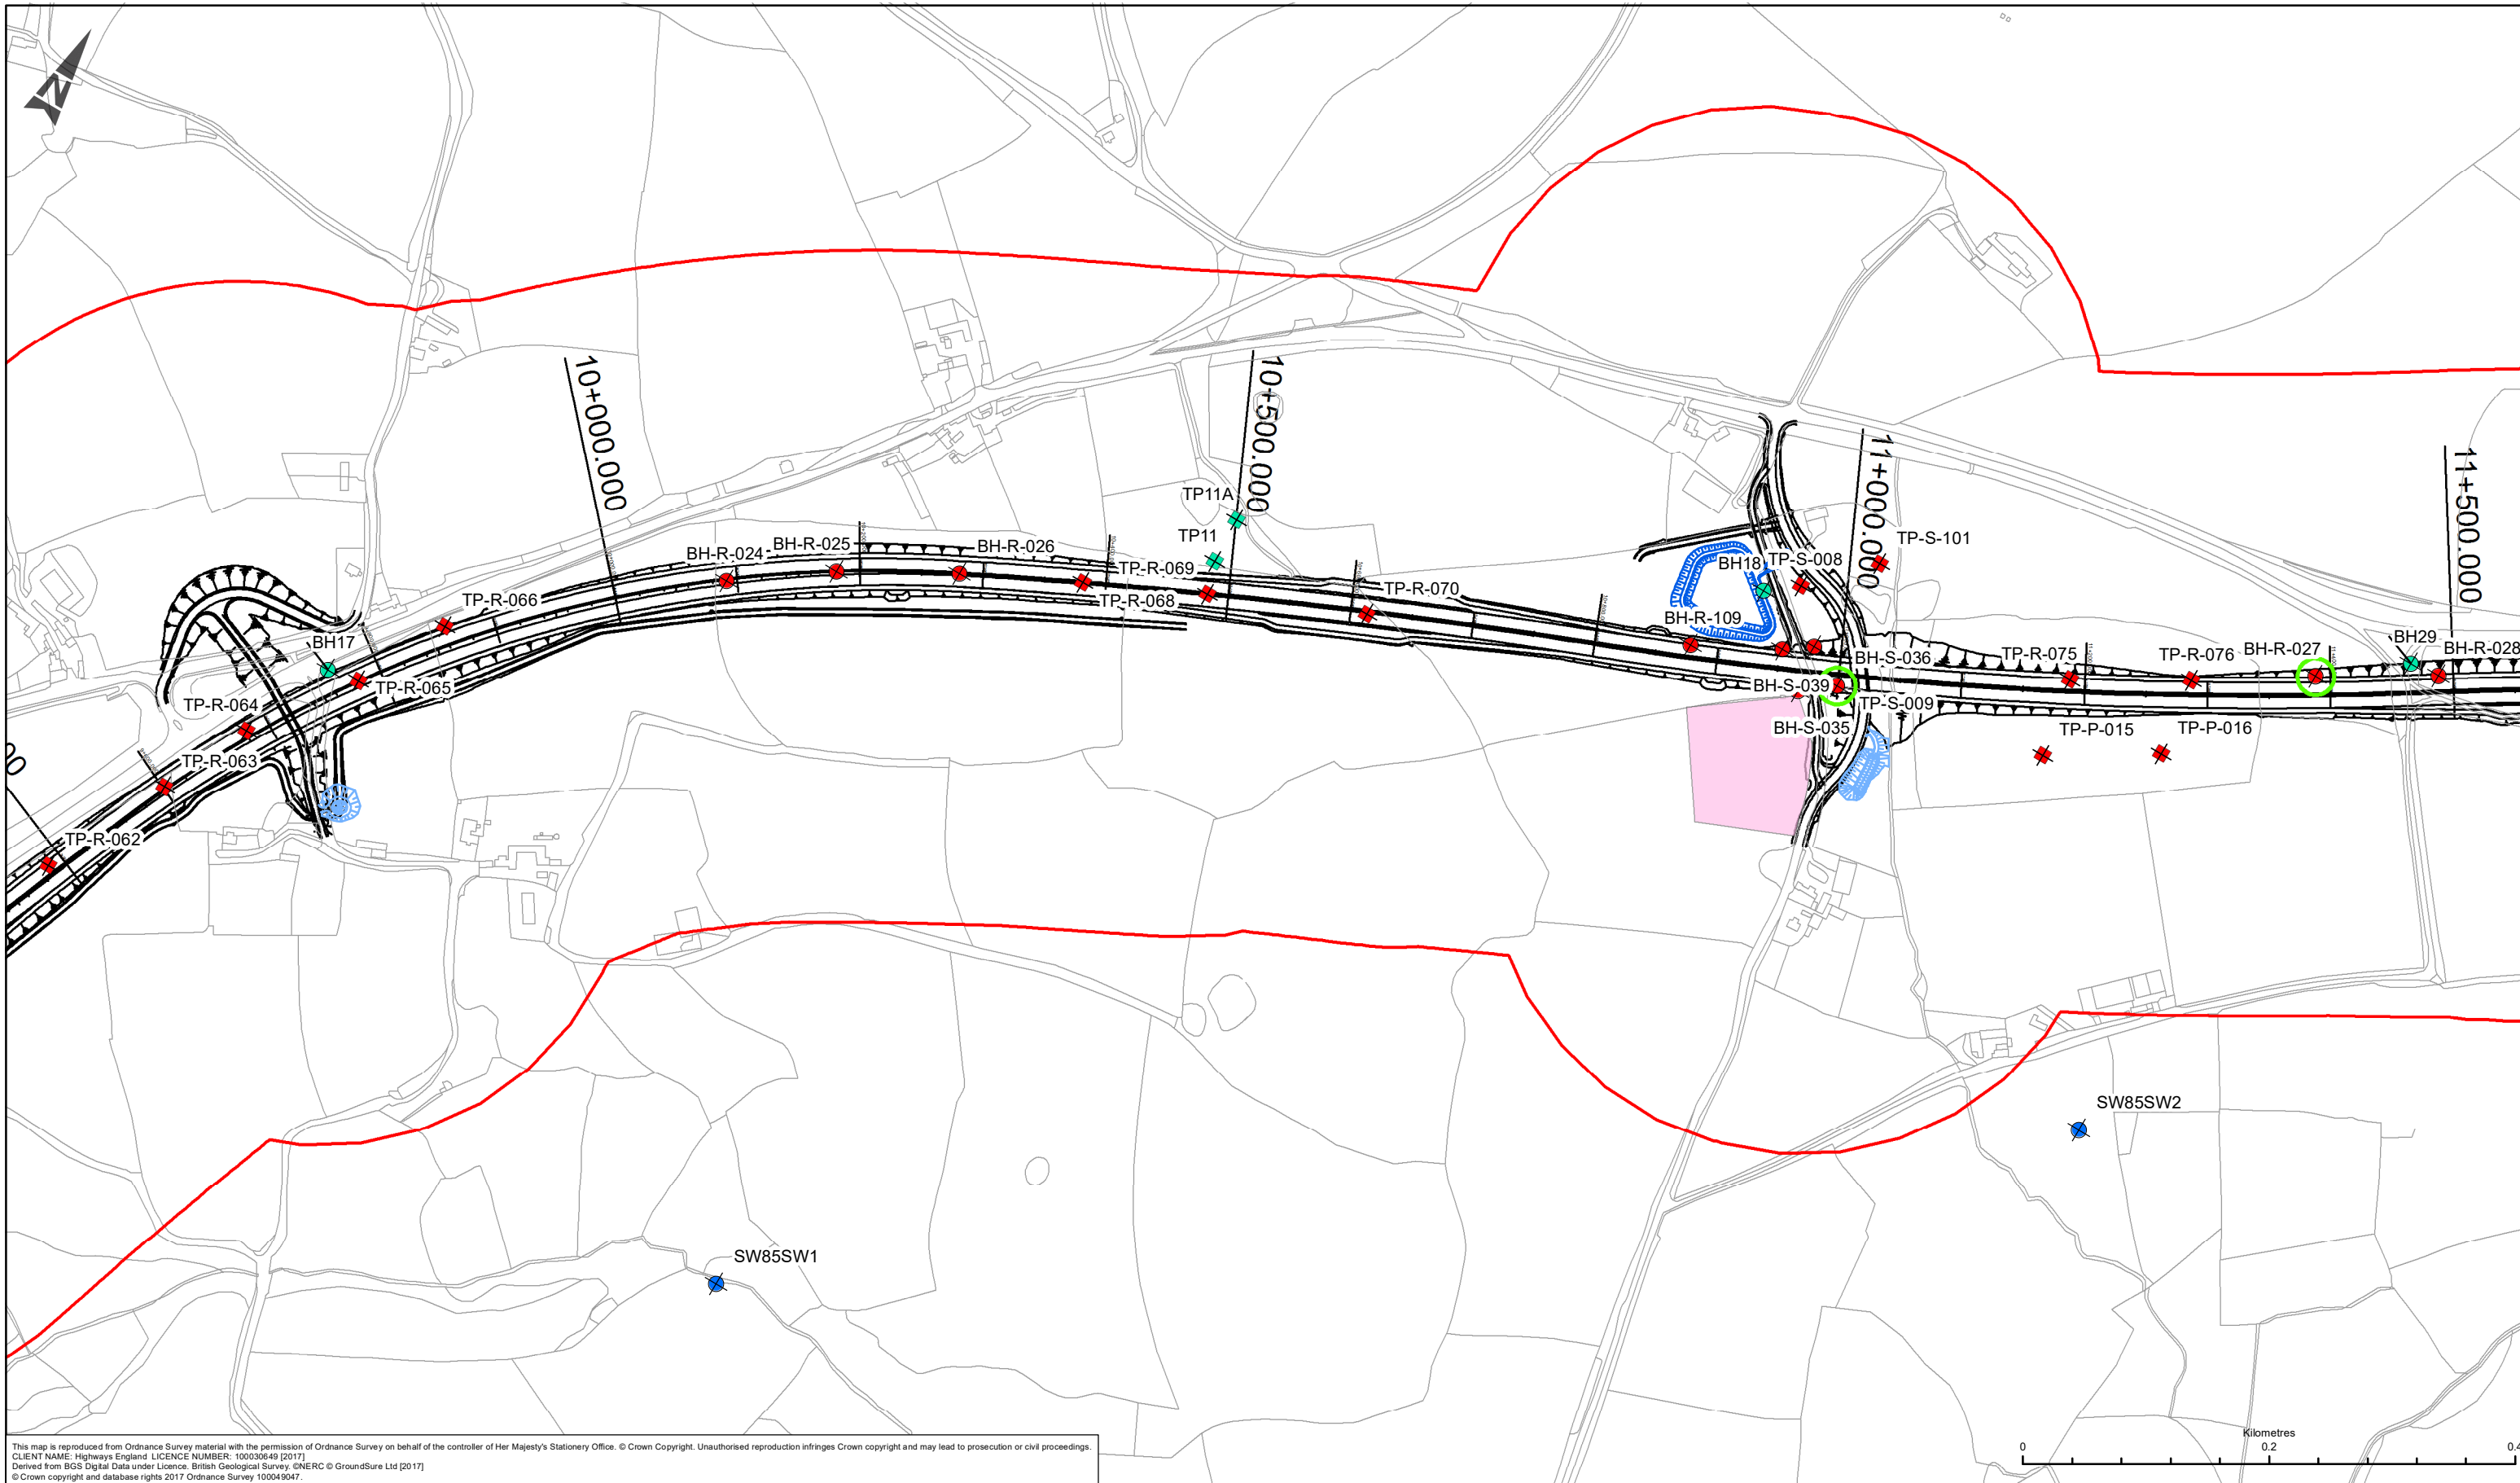 N
10+000.000
10+500.000
11+000.000
11+500.000
00
TP11A
TP11
TP-S-101
BH-R-024
BH-R-025
BH-R-026
TP-R-069
TP-R-068
TP-R-070
BH18
TP-S-008
BH-R-109
TP-R-066
BH17
TP-R-065
TP-R-064
TP-R-063
TP-R-062
BH-S-036
BH-S-039
TP-S-009
BH-S-035
TP-R-075
TP-R-076
BH-R-027
BH29
BH-R-028
TP-P-015
TP-P-016
SW85SW2
SW85SW1
Kilometres
0 0.2 0.4
This map is reproduced from Ordnance Survey material with the permission of Ordnance Survey on behalf of the controller of Her Majesty's Stationery Office. © Crown Copyright. Unauthorised reproduction infringes Crown copyright and may lead to prosecution or civil proceedings.
CLIENT NAME: Highways England LICENCE NUMBER: 100030649 [2017]
Derived from BGS Digital Data under Licence. British Geological Survey. ©NERC © GroundSure Ltd [2017]
© Crown copyright and database rights 2017 Ordnance Survey 100049047.